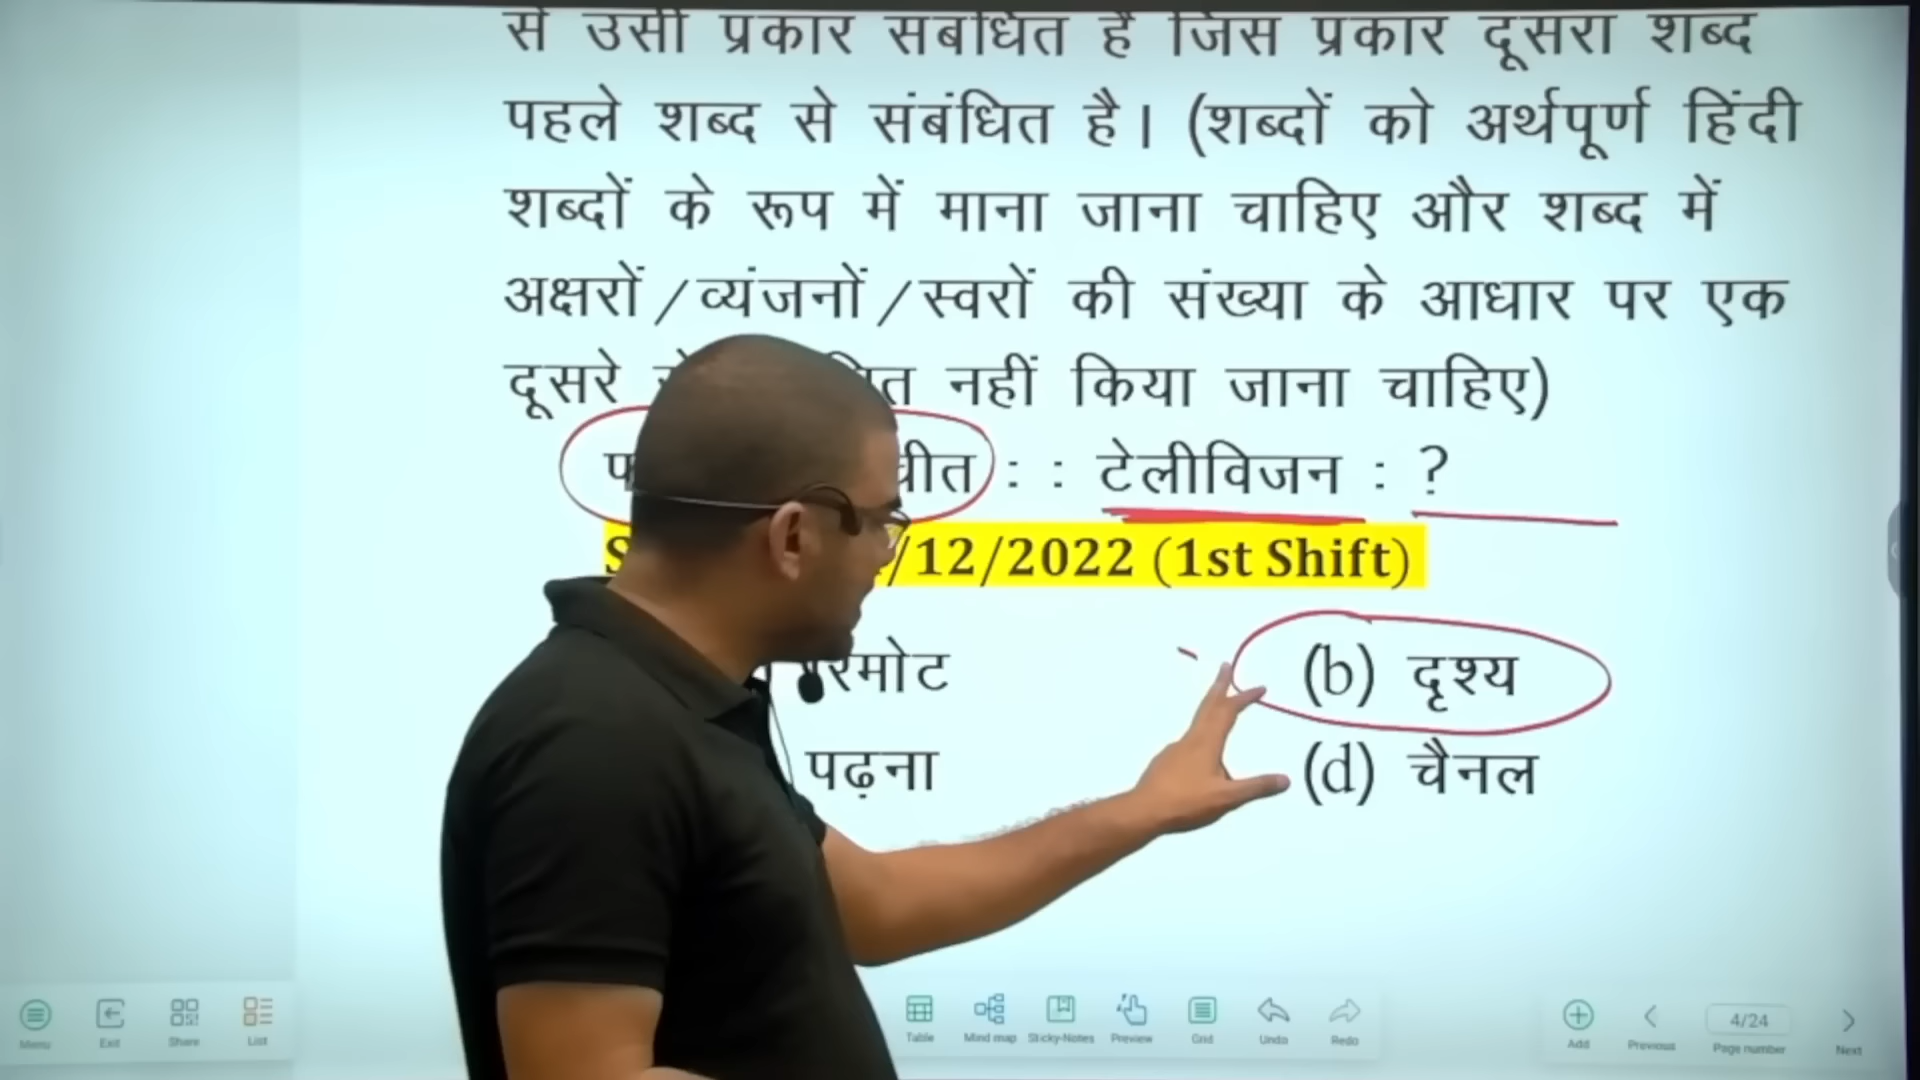 से उसी प्रकार संबंधित है जिस प्रकार दूसरा शब्द
पहले शब्द से संबंधित है। (शब्दों को अर्थपूर्ण हिंदी
शब्दों के रूप में माना जाना चाहिए और शब्द में
अक्षरों/व्यंजनों/स्वरों की संख्या के आधार पर एक
दूसरे नहीं किया जाना चाहिए)
: : टेलीविजन : ?
/12/2022 (1st Shift)
रिमोट (b) दृश्य
पढ़ना (d) चैनल
Menu Exit Share List Table Mind map Sticky-Notes Preview Grid Undo Redo Add Previous 4/24 Page number Next